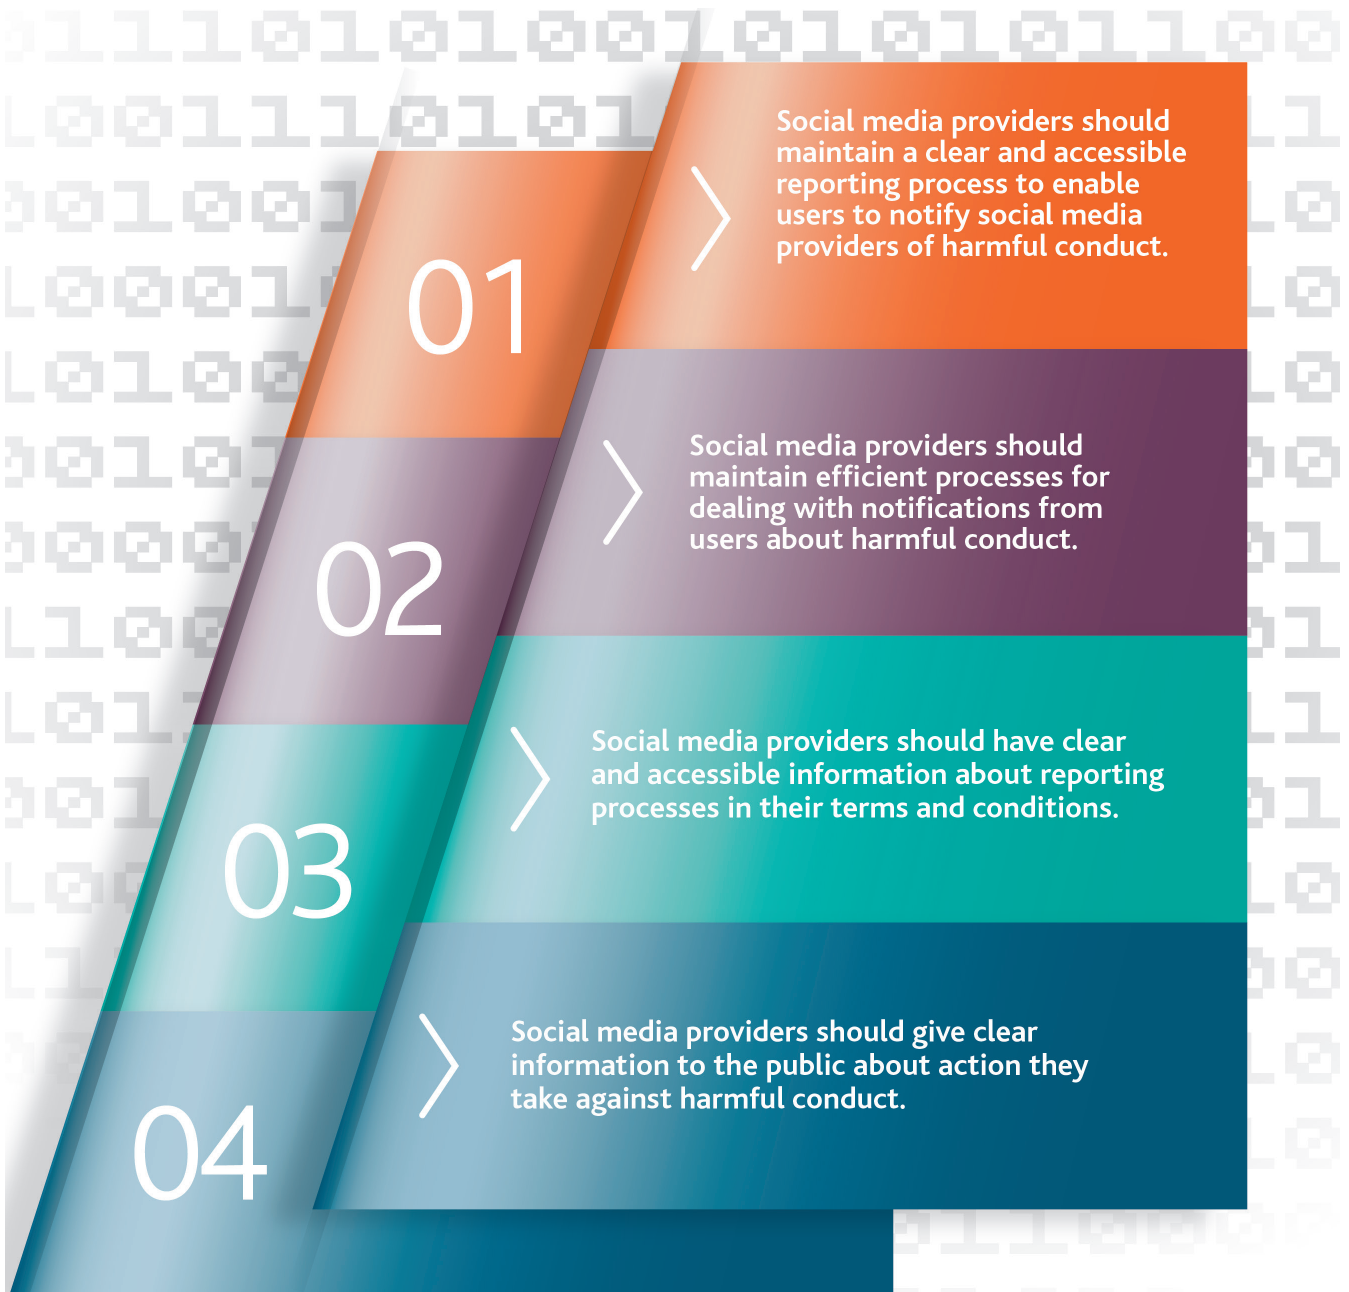 01
Social media providers should
maintain a clear and accessible
reporting process to enable
users to notify social media
providers of harmful conduct.
02
Social media providers should
maintain efficient processes for
dealing with notifications from
users about harmful conduct.
03
Social media providers should have clear
and accessible information about reporting
processes in their terms and conditions.
04
Social media providers should give clear
information to the public about action they
take against harmful conduct.